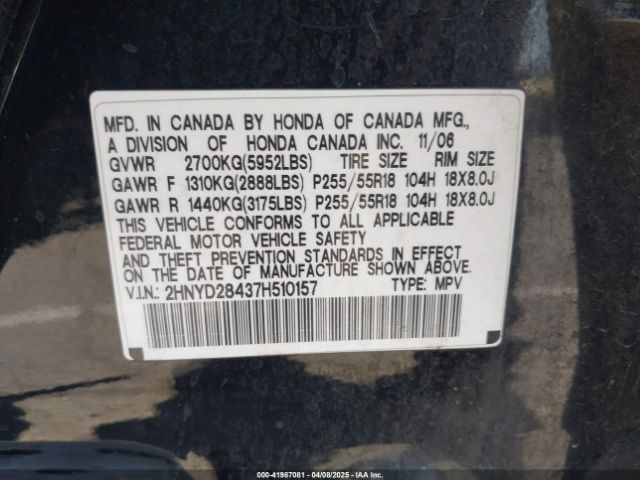 MFD. IN CANADA BY HONDA OF CANADA MFG.,
A DIVISION OF HONDA CANADA INC. 11/06
GVWR 2700KG(5952LBS) TIRE SIZE RIM SIZE
GAWR F 1310KG(2888LBS) P255/55R18 104H 18X8.0J
GAWR R 1440KG(3175LBS) P255/55R18 104H 18X8.0J
THIS VEHICLE CONFORMS TO ALL APPLICABLE
FEDERAL MOTOR VEHICLE SAFETY
AND THEFT PREVENTION STANDARDS IN EFFECT
ON THE DATE OF MANUFACTURE SHOWN ABOVE.
V.I.N.: 2HNYD28437H510157 TYPE: MPV
000-41987081 - 04/08/2025 - IAAI - COPART INC.